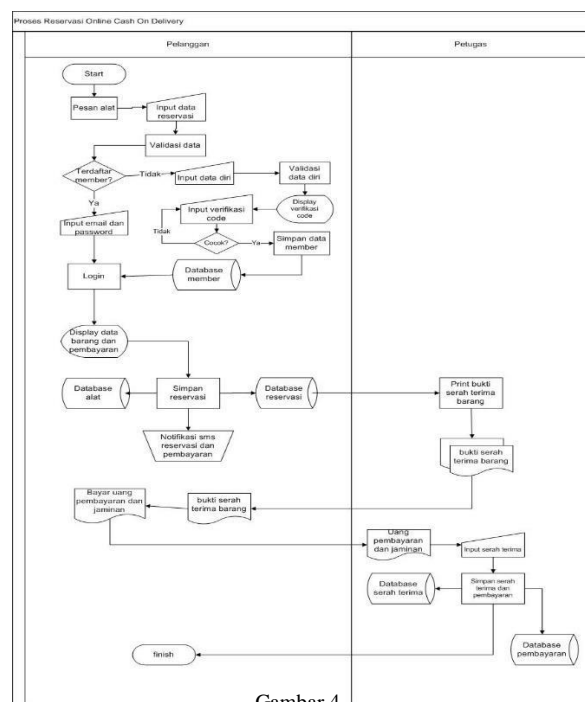 Proses Reservasi Online Cash On Delivery
Pelanggan
Petugas
Start
Pesan alat
Input data
reservasi
Validasi data
Terdaftar
member?
Tidak
Input data diri
Validasi
data diri
Display
verifikasi
code
Input verifikasi
code
Tidak
Cocok?
Ya
Simpan data
member
Ya
Input email dan
password
Login
Database
member
Display data
barang dan
pembayaran
Database
alat
Simpan
reservasi
Database
reservasi
Print bukti
serah terima
barang
Notifikasi sms
reservasi dan
pembayaran
bukti serah
terima barang
Bayar uang
pembayaran dan
jaminan
bukti serah
terima barang
Uang
pembayaran
dan jaminan
Input serah terima
Database
serah terima
Simpan serah
terima dan
pembayaran
finish
Database
pembayaran
Gambar 4